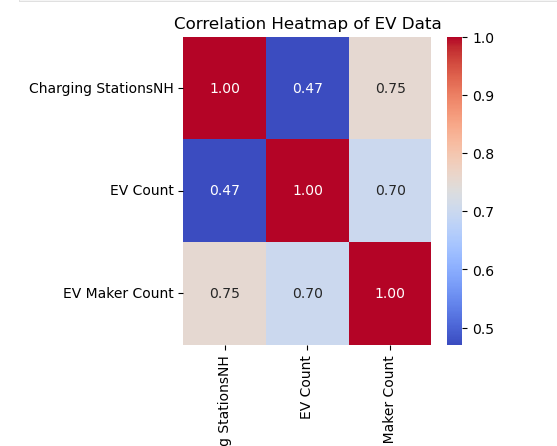 Correlation Heatmap of EV Data
Charging StationsNH
1.00 0.47 0.75
EV Count
0.47 1.00 0.70
EV Maker Count
0.75 0.70 1.00
1.0
0.9
0.8
0.7
0.6
0.5
g StationsNH
EV Count
Maker Count